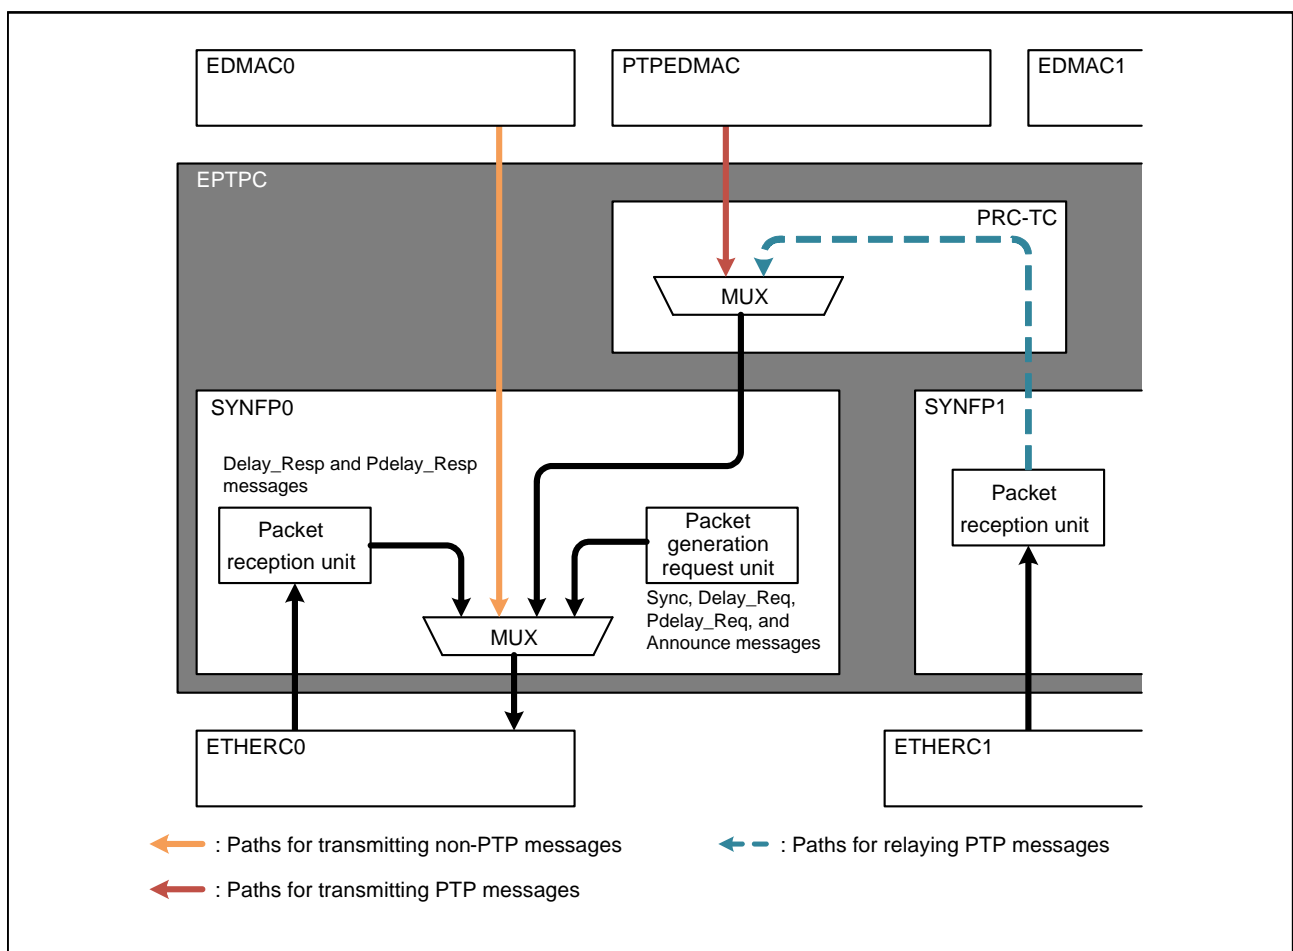 EDMAC0
PTPEDMAC
EDMAC1
EPTPC
PRC-TC
MUX
SYNFP0
SYNFP1
Delay_Resp and Pdelay_Resp
messages
Packet
reception unit
Packet
generation
request unit
Packet
reception unit
Sync, Delay_Req,
Pdelay_Req, and
Announce messages
MUX
ETHERC0
ETHERC1
: Paths for transmitting non-PTP messages
: Paths for relaying PTP messages
: Paths for transmitting PTP messages